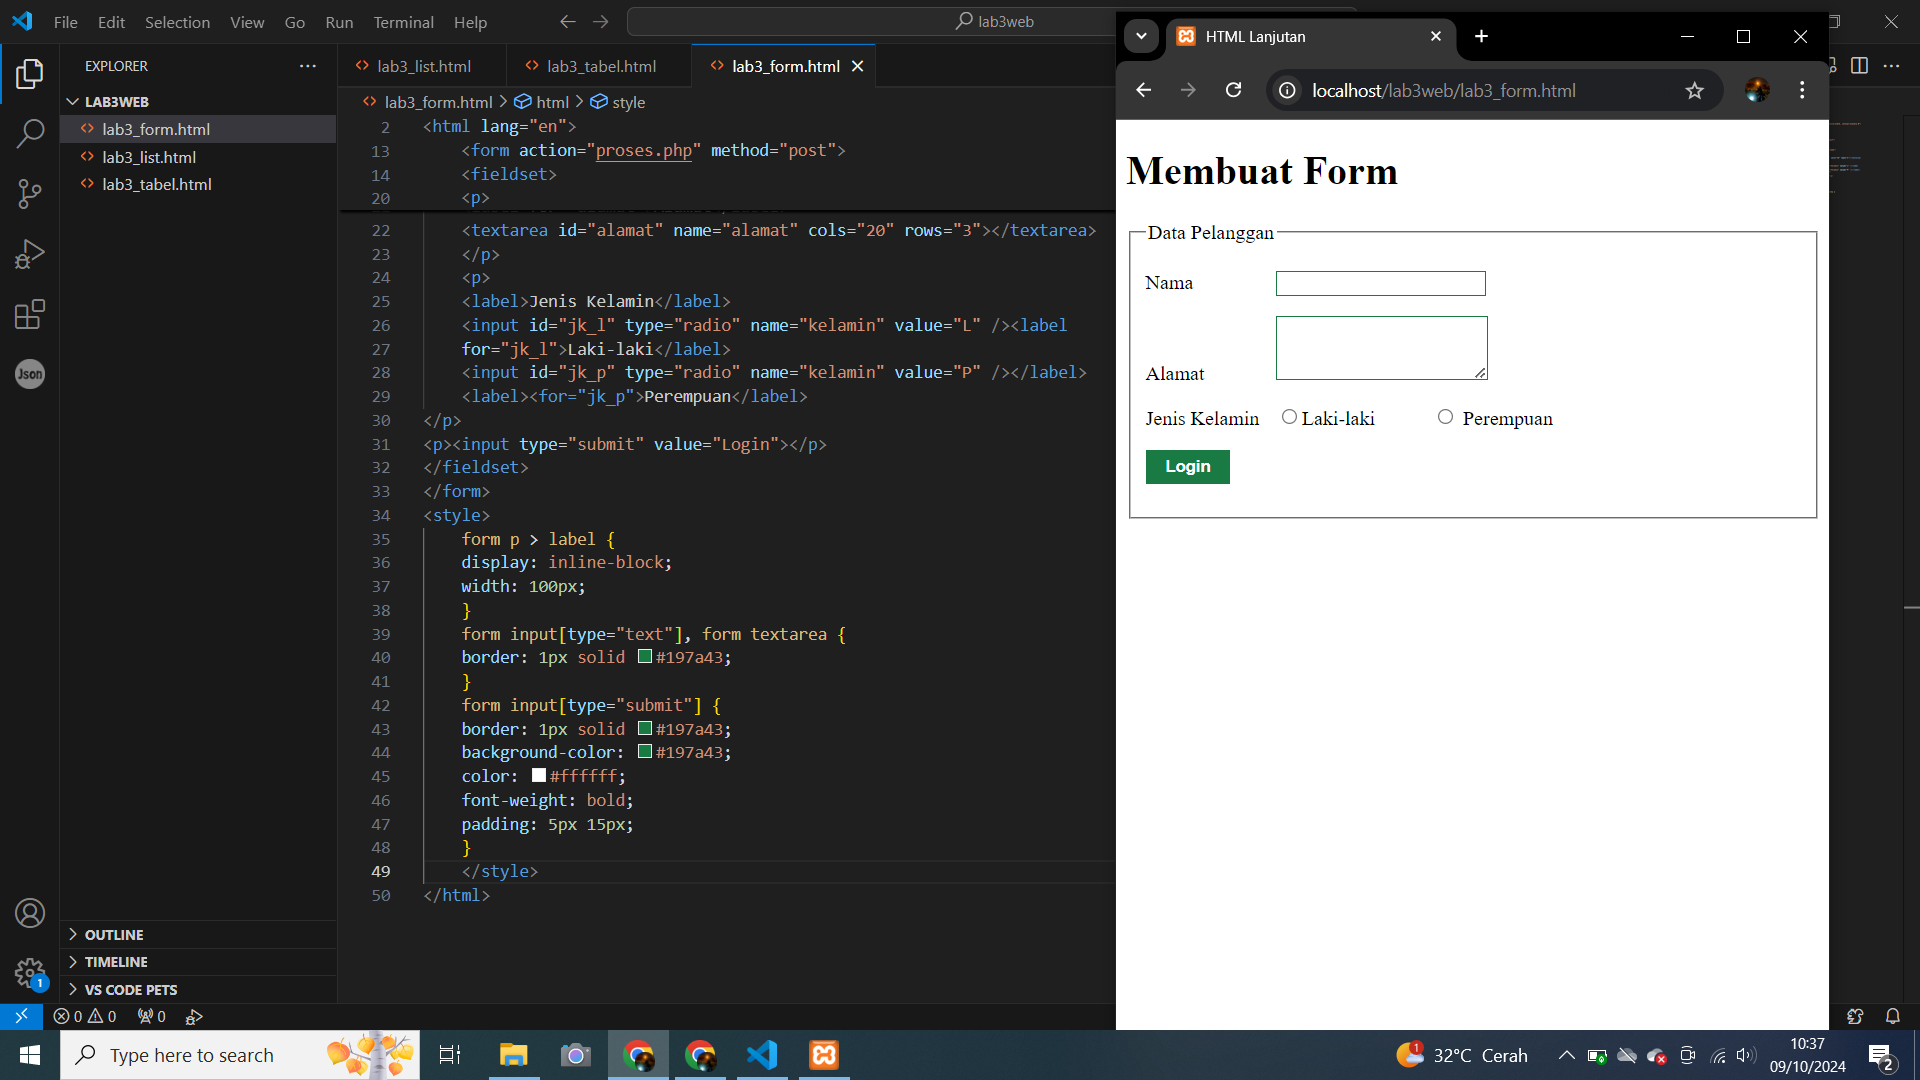 File Edit Selection View Go Run Terminal Help
lab3web
EXPLORER
LAB3WEB
lab3_form.html
lab3_list.html
lab3_tabel.html
OUTLINE
TIMELINE
VS CODE PETS
Json
1
lab3_list.html lab3_tabel.html lab3_form.html
lab3_form.html > html > style
2 <html lang="en">
13 <form action="proses.php" method="post">
14 <fieldset>
20 <p>
22 <textarea id="alamat" name="alamat" cols="20" rows="3"></textarea>
23 </p>
24 <p>
25 <label>Jenis Kelamin</label>
26 <input id="jk_l" type="radio" name="kelamin" value="L" /><label
27 for="jk_l">Laki-laki</label>
28 <input id="jk_p" type="radio" name="kelamin" value="P" /></label>
29 <label><for="jk_p">Perempuan</label>
30 </p>
31 <p><input type="submit" value="Login"></p>
32 </fieldset>
33 </form>
34 <style>
35 form p > label {
36 display: inline-block;
37 width: 100px;
38 }
39 form input[type="text"], form textarea {
40 border: 1px solid #197a43;
41 }
42 form input[type="submit"] {
43 border: 1px solid #197a43;
44 background-color: #197a43;
45 color: #ffffff;
46 font-weight: bold;
47 padding: 5px 15px;
48 }
49 </style>
50 </html>
HTML Lanjutan
localhost/lab3web/lab3_form.html
Membuat Form
Data Pelanggan
Nama
Alamat
Jenis Kelamin Laki-laki Perempuan
Login
0 0 0
Type here to search
1
32°C Cerah
10:37
09/10/2024
2